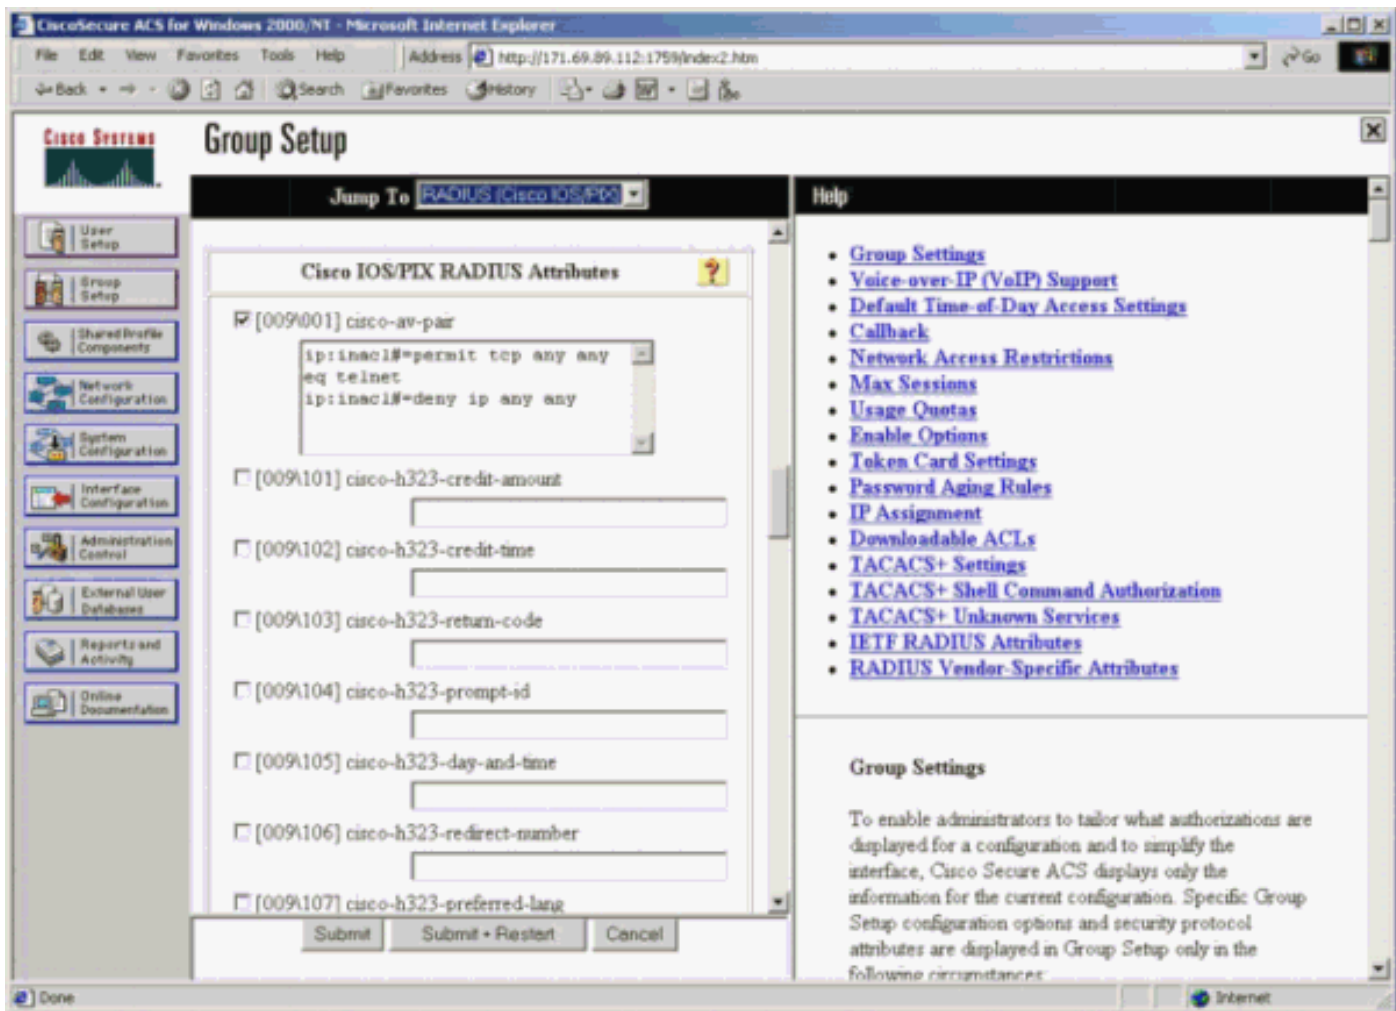 CiscoSecure ACS for Windows 2000/NT - Microsoft Internet Explorer
File Edit View Favorites Tools Help
Address http://171.69.89.112:1759/index2.htm
Go
Back
Search Favorites History
CISCO SYSTEMS
Group Setup
Jump To RADIUS (Cisco IOS/PIX)
User Setup
Group Setup
Shared Profile Components
Network Configuration
System Configuration
Interface Configuration
Administration Control
External User Databases
Reports and Activity
Online Documentation
Cisco IOS/PIX RADIUS Attributes
?
[009\001] cisco-av-pair
ip:inacl#=permit tcp any any
eq telnet
ip:inacl#=deny ip any any
[009\101] cisco-h323-credit-amount
[009\102] cisco-h323-credit-time
[009\103] cisco-h323-return-code
[009\104] cisco-h323-prompt-id
[009\105] cisco-h323-day-and-time
[009\106] cisco-h323-redirect-number
[009\107] cisco-h323-preferred-lang
Submit
Submit + Restart
Cancel
Help
Group Settings
Voice-over-IP (VoIP) Support
Default Time-of-Day Access Settings
Callback
Network Access Restrictions
Max Sessions
Usage Quotas
Enable Options
Token Card Settings
Password Aging Rules
IP Assignment
Downloadable ACLs
TACACS+ Settings
TACACS+ Shell Command Authorization
TACACS+ Unknown Services
IETF RADIUS Attributes
RADIUS Vendor-Specific Attributes
Group Settings
To enable administrators to tailor what authorizations are
displayed for a configuration and to simplify the
interface, Cisco Secure ACS displays only the
information for the current configuration. Specific Group
Setup configuration options and security protocol
attributes are displayed in Group Setup only in the
following circumstances:
Done
Internet